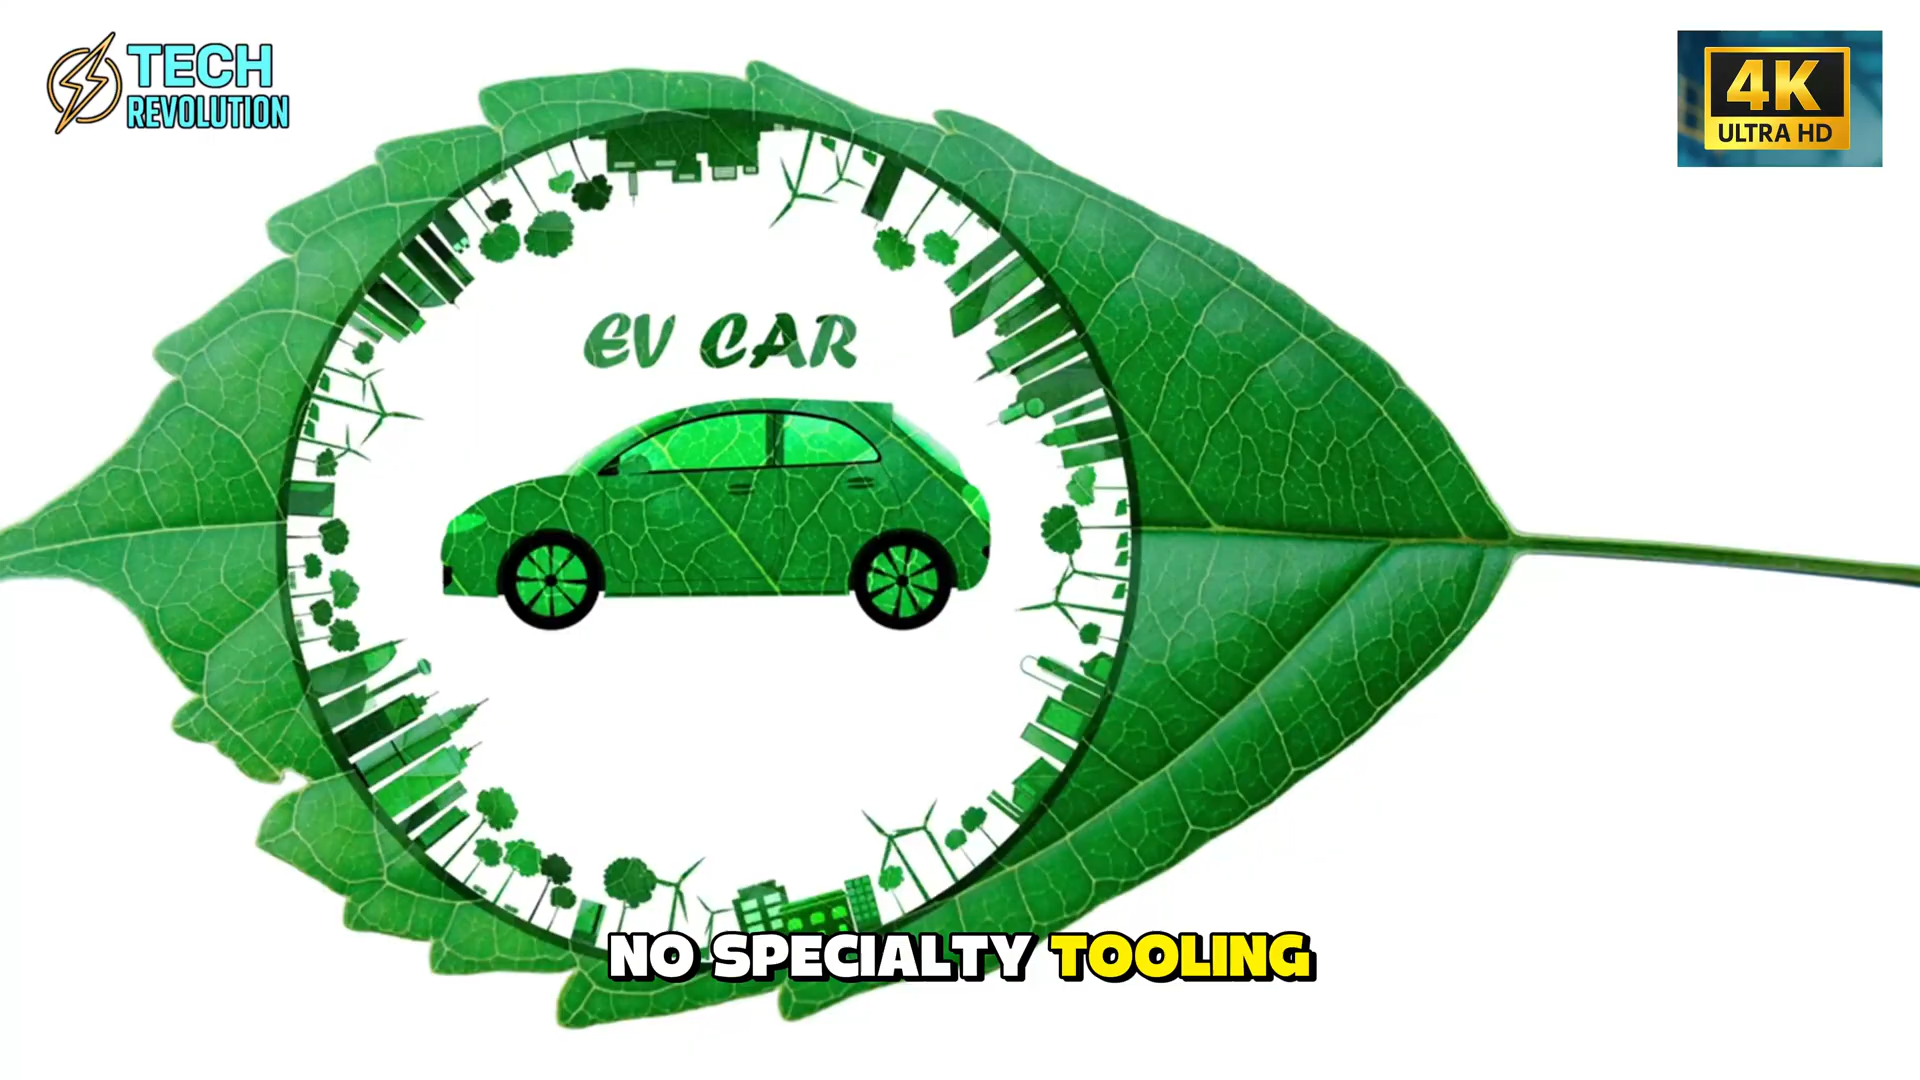 TECH
REVOLUTION
4K
ULTRA HD
EV CAR
NO SPECIALTY TOOLING